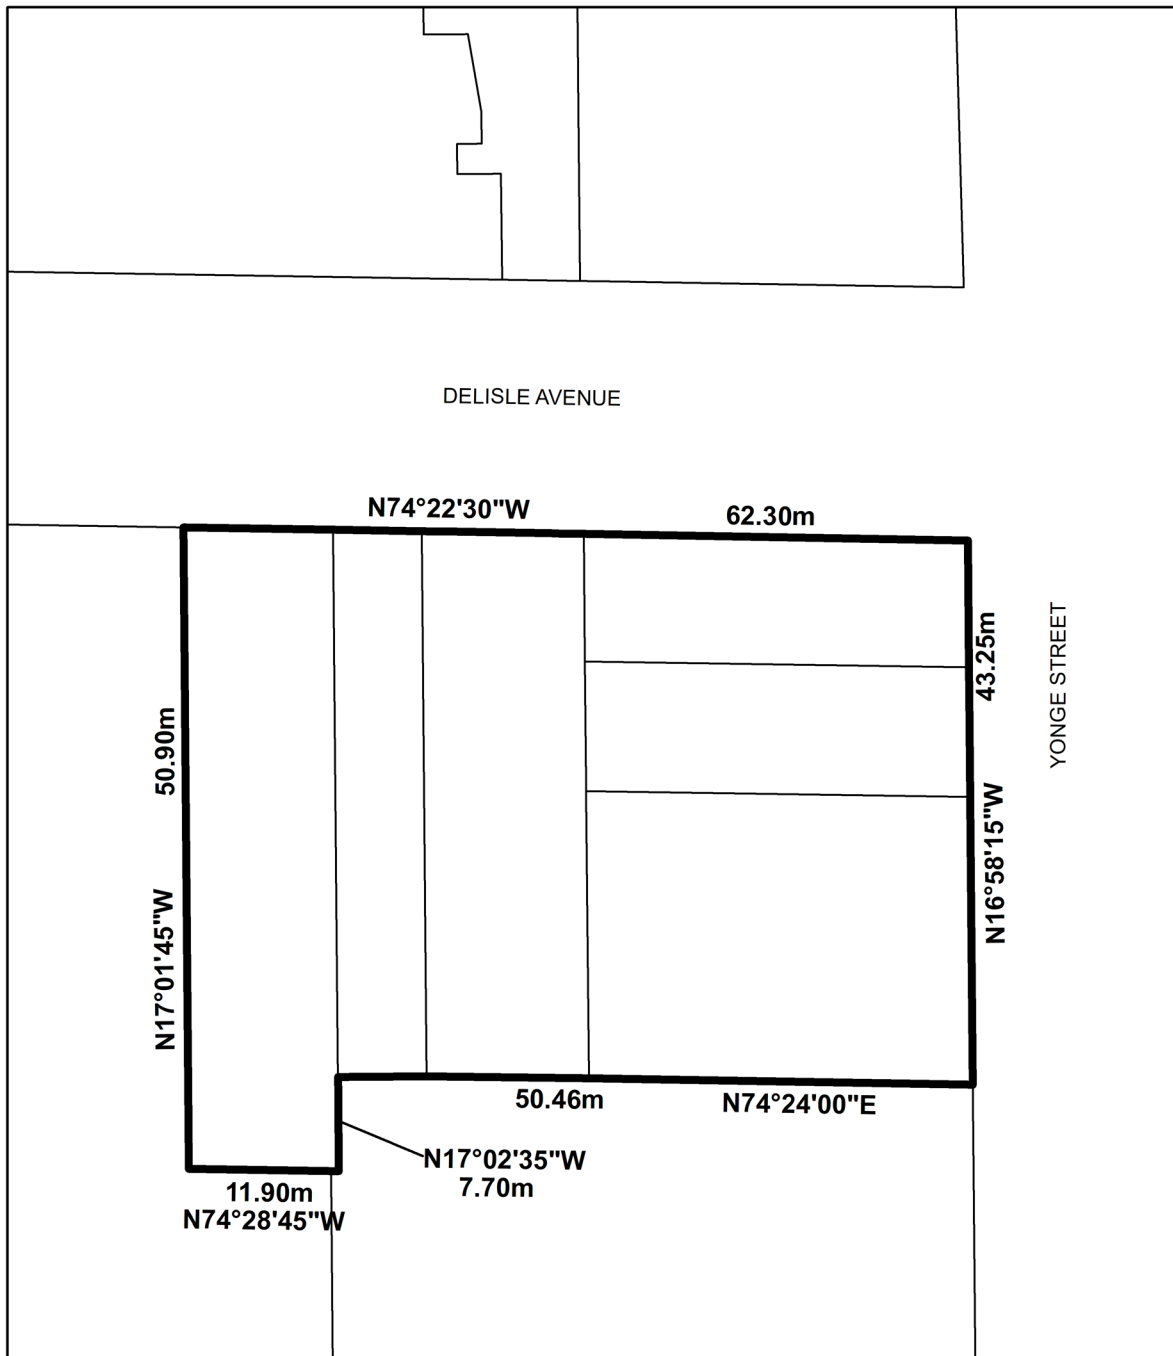 DELISLE AVENUE
N74°22'30"W
62.30m
43.25m
YONGE STREET
50.90m
N16°58'15"W
N17°01'45"W
50.46m
N74°24'00"E
N17°02'35"W
7.70m
11.90m
N74°28'45"W